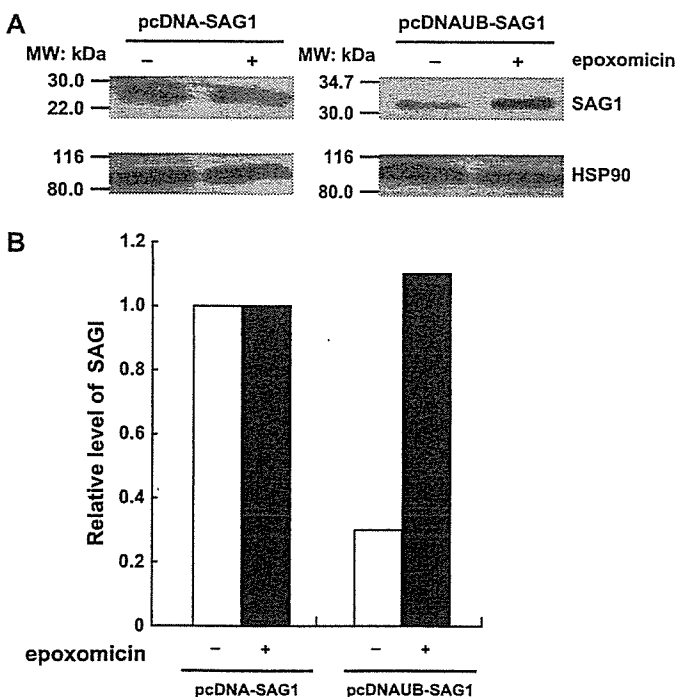 A
pcDNA-SAG1 pcDNAUB-SAG1
MW: kDa − + MW: kDa − + epoxomicin
30.0
22.0
34.7
30.0
SAG1
116
80.0
116
80.0
HSP90
B
Relative level of SAGI
1.2
1.0
0.8
0.6
0.4
0.2
0
epoxomicin − + − +
pcDNA-SAG1 pcDNAUB-SAG1